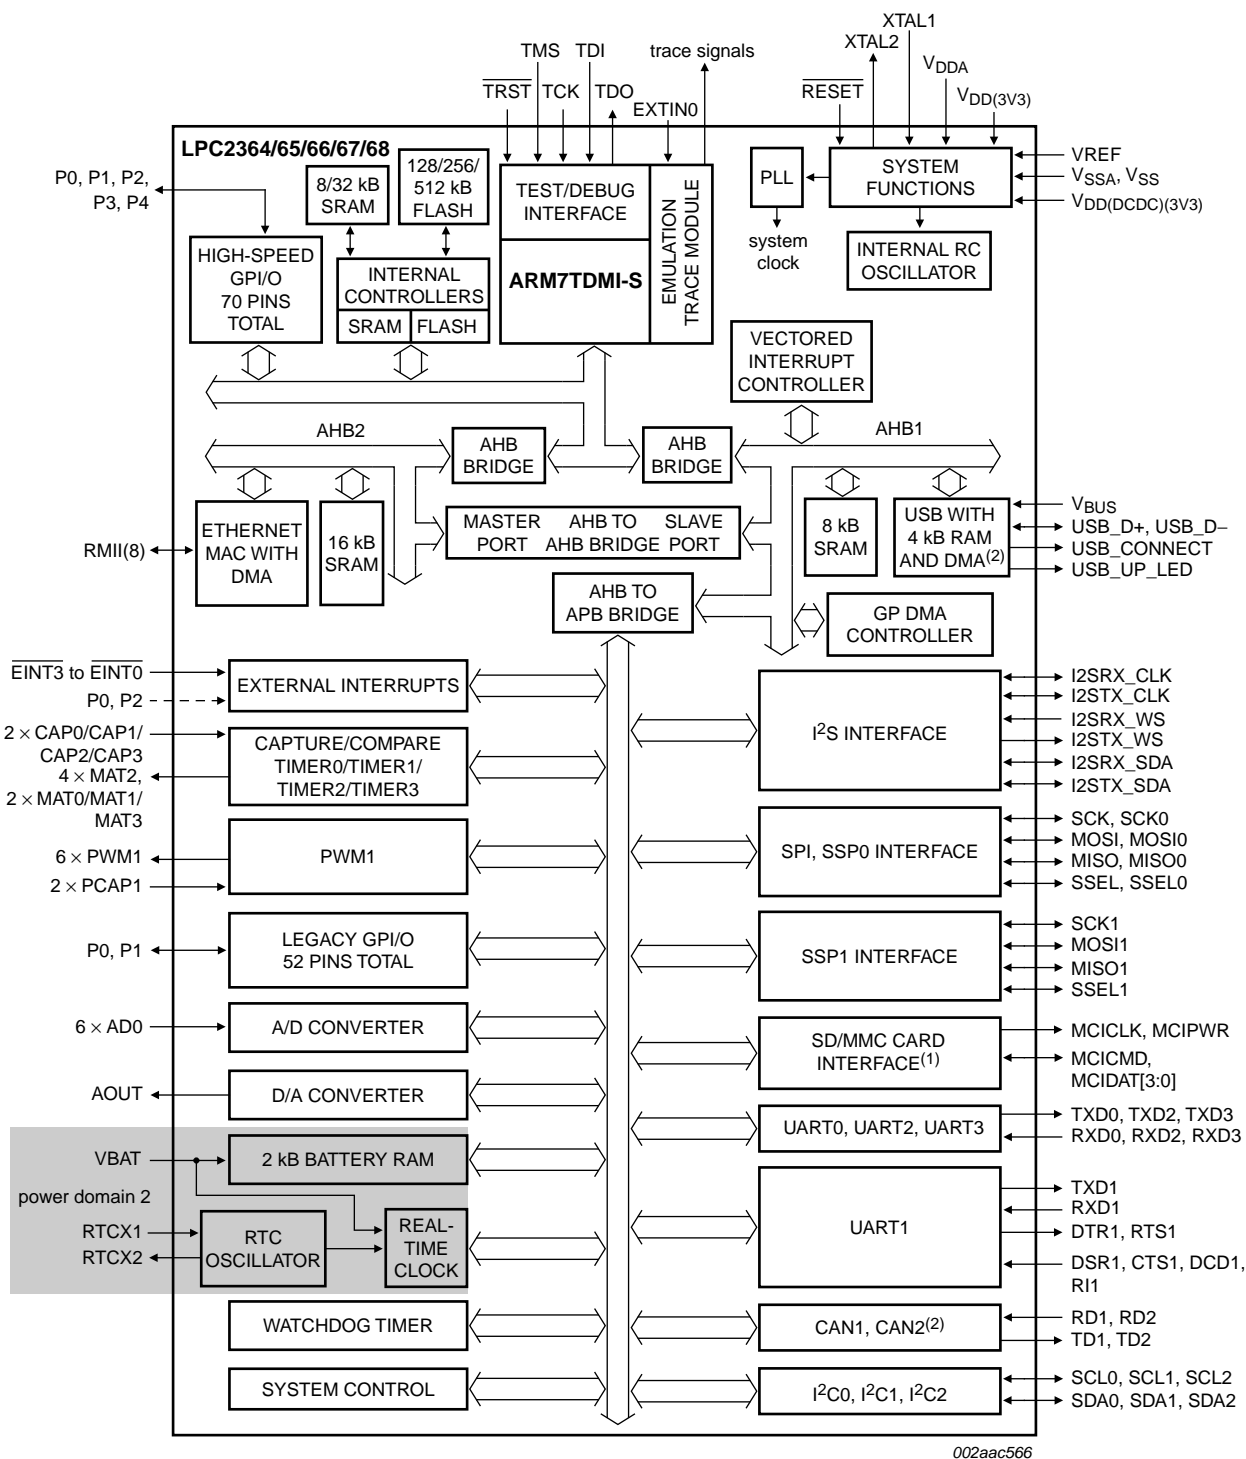 XTAL1
XTAL2
TMS TDI
trace signals
VDDA
TRST TCK TDO
RESET
VDD(3V3)
EXTIN0
LPC2364/65/66/67/68
P0, P1, P2,
P3, P4
8/32 kB
SRAM
128/256/
512 kB
FLASH
TEST/DEBUG
INTERFACE
EMULATION
TRACE MODULE
PLL
SYSTEM
FUNCTIONS
VREF
VSSA, VSS
VDD(DCDC)(3V3)
system
clock
HIGH-SPEED
GPI/O
70 PINS
TOTAL
INTERNAL
CONTROLLERS
SRAM FLASH
ARM7TDMI-S
INTERNAL RC
OSCILLATOR
VECTORED
INTERRUPT
CONTROLLER
AHB2
AHB
BRIDGE
AHB
BRIDGE
AHB1
RMII(8)
ETHERNET
MAC WITH
DMA
16 kB
SRAM
MASTER
PORT
AHB TO
AHB BRIDGE
SLAVE
PORT
8 kB
SRAM
USB WITH
4 kB RAM
AND DMA(2)
VBUS
USB_D+, USB_D−
USB_CONNECT
USB_UP_LED
AHB TO
APB BRIDGE
GP DMA
CONTROLLER
EINT3 to EINT0
P0, P2
EXTERNAL INTERRUPTS
I2S INTERFACE
I2SRX_CLK
I2STX_CLK
I2SRX_WS
I2STX_WS
I2SRX_SDA
I2STX_SDA
2 × CAP0/CAP1/
CAP2/CAP3
4 × MAT2,
2 × MAT0/MAT1/
MAT3
CAPTURE/COMPARE
TIMER0/TIMER1/
TIMER2/TIMER3
6 × PWM1
2 × PCAP1
PWM1
SPI, SSP0 INTERFACE
SCK, SCK0
MOSI, MOSI0
MISO, MISO0
SSEL, SSEL0
P0, P1
LEGACY GPI/O
52 PINS TOTAL
SSP1 INTERFACE
SCK1
MOSI1
MISO1
SSEL1
6 × AD0
A/D CONVERTER
SD/MMC CARD
INTERFACE(1)
MCICLK, MCIPWR
MCICMD,
MCIDAT[3:0]
AOUT
D/A CONVERTER
UART0, UART2, UART3
TXD0, TXD2, TXD3
RXD0, RXD2, RXD3
VBAT
2 kB BATTERY RAM
power domain 2
RTCX1
RTCX2
RTC
OSCILLATOR
REAL-
TIME
CLOCK
UART1
TXD1
RXD1
DTR1, RTS1
DSR1, CTS1, DCD1,
RI1
WATCHDOG TIMER
CAN1, CAN2(2)
RD1, RD2
TD1, TD2
SYSTEM CONTROL
I2C0, I2C1, I2C2
SCL0, SCL1, SCL2
SDA0, SDA1, SDA2
002aac566